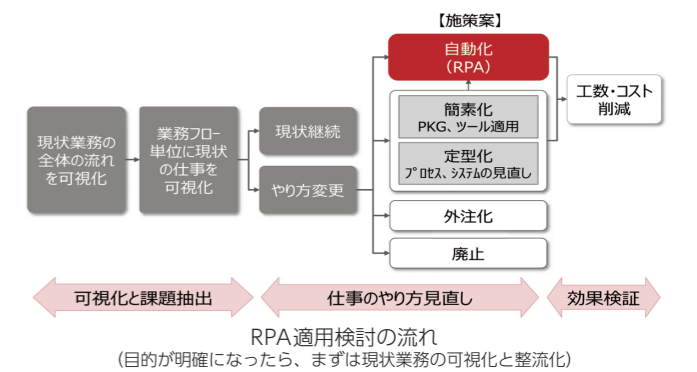 【施策案】
自動化
（RPA）
現状業務の
全体の流れ
を可視化
業務フロー
単位に現状
の仕事を
可視化
現状継続
やり方変更
簡素化
PKG、ツール適用
定型化
プロセス、システムの見直し
外注化
廃止
工数・コスト
削減
可視化と課題抽出
仕事のやり方見直し
効果検証
RPA適用検討の流れ
（目的が明確になったら、まずは現状業務の可視化と整流化）